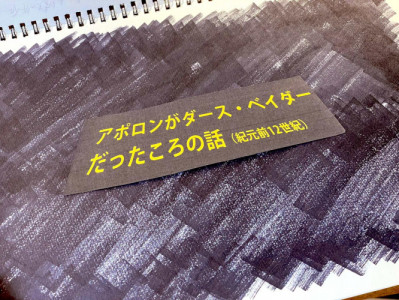 アポロンがダース・ベイダー
だったころの話（紀元前12世紀）